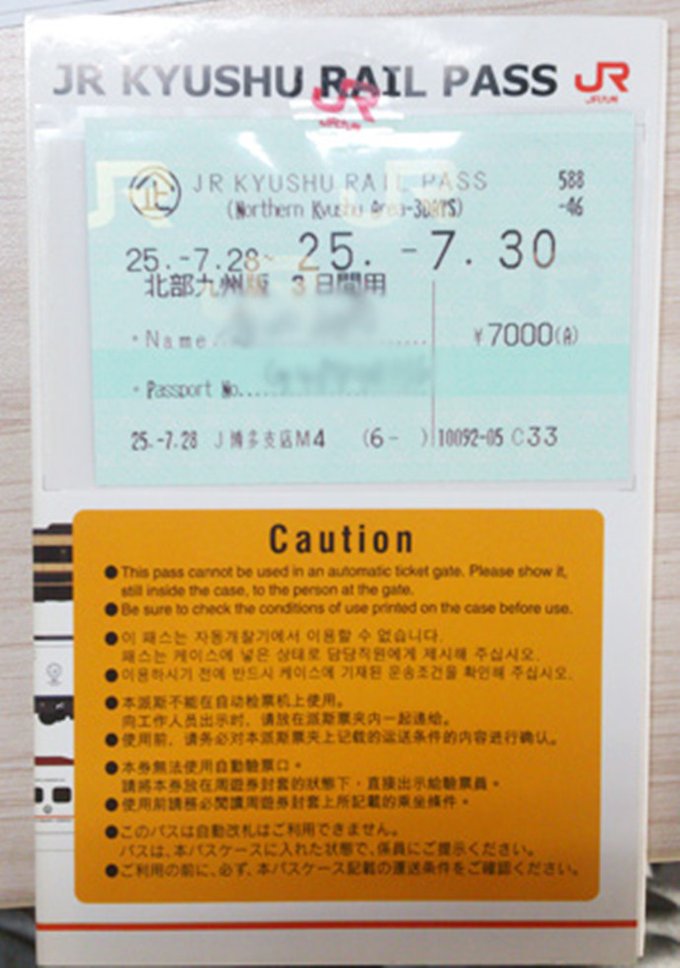 JR KYUSHU RAIL PASS JR
JR九州
JR
JR九州
JR KYUSHU RAIL PASS 588
(Northern Kyushu Area-3DAYS) -46
25.-7.28~ 25.-7.30
北部九州版 3日間用
・Name ¥7000(A)
・Passport No.
25.-7.28 J博多支店M4 (6- ) 10092-05 C33
Caution
●This pass cannot be used in an automatic ticket gate. Please show it,
still inside the case, to the person at the gate.
●Be sure to check the conditions of use printed on the case before use.
●이 패스는 자동개찰기에서 이용할 수 없습니다.
패스는 케이스에 넣은 상태로 담당직원에게 제시해 주십시오.
●이용하시기 전에 반드시 케이스에 기재된 운송조건을 확인해 주십시오.
●本派斯不能在自动检票机上使用。
向工作人员出示时，请放在派斯票夹内一起递给。
●使用前，请务必对本派斯票夹上记载的运送条件的内容进行确认。
●本券無法使用自動驗票口。
請將本券放在周遊券封套的狀態下，直接出示給驗票員。
●使用前請務必閱讀周遊券封套上所記載的乘坐條件。
●このパスは自動改札はご利用できません。
パスは、本パスケースに入れた状態で、係員にご提示ください。
●ご利用の前に、必ず、本パスケース記載の運送条件をご確認ください。